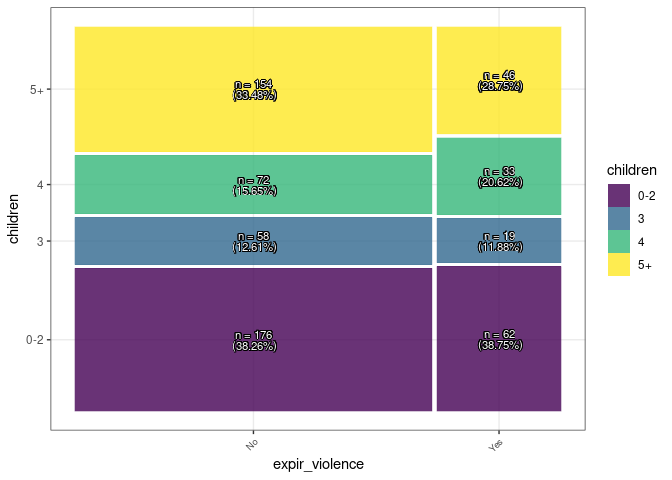 n = 154
(33.48%)
n = 46
(28.75%)
n = 72
(15.65%)
n = 33
(20.62%)
n = 58
(12.61%)
n = 19
(11.88%)
n = 176
(38.26%)
n = 62
(38.75%)
5+
4
3
0-2
children
No
Yes
expir_violence
children
0-2
3
4
5+